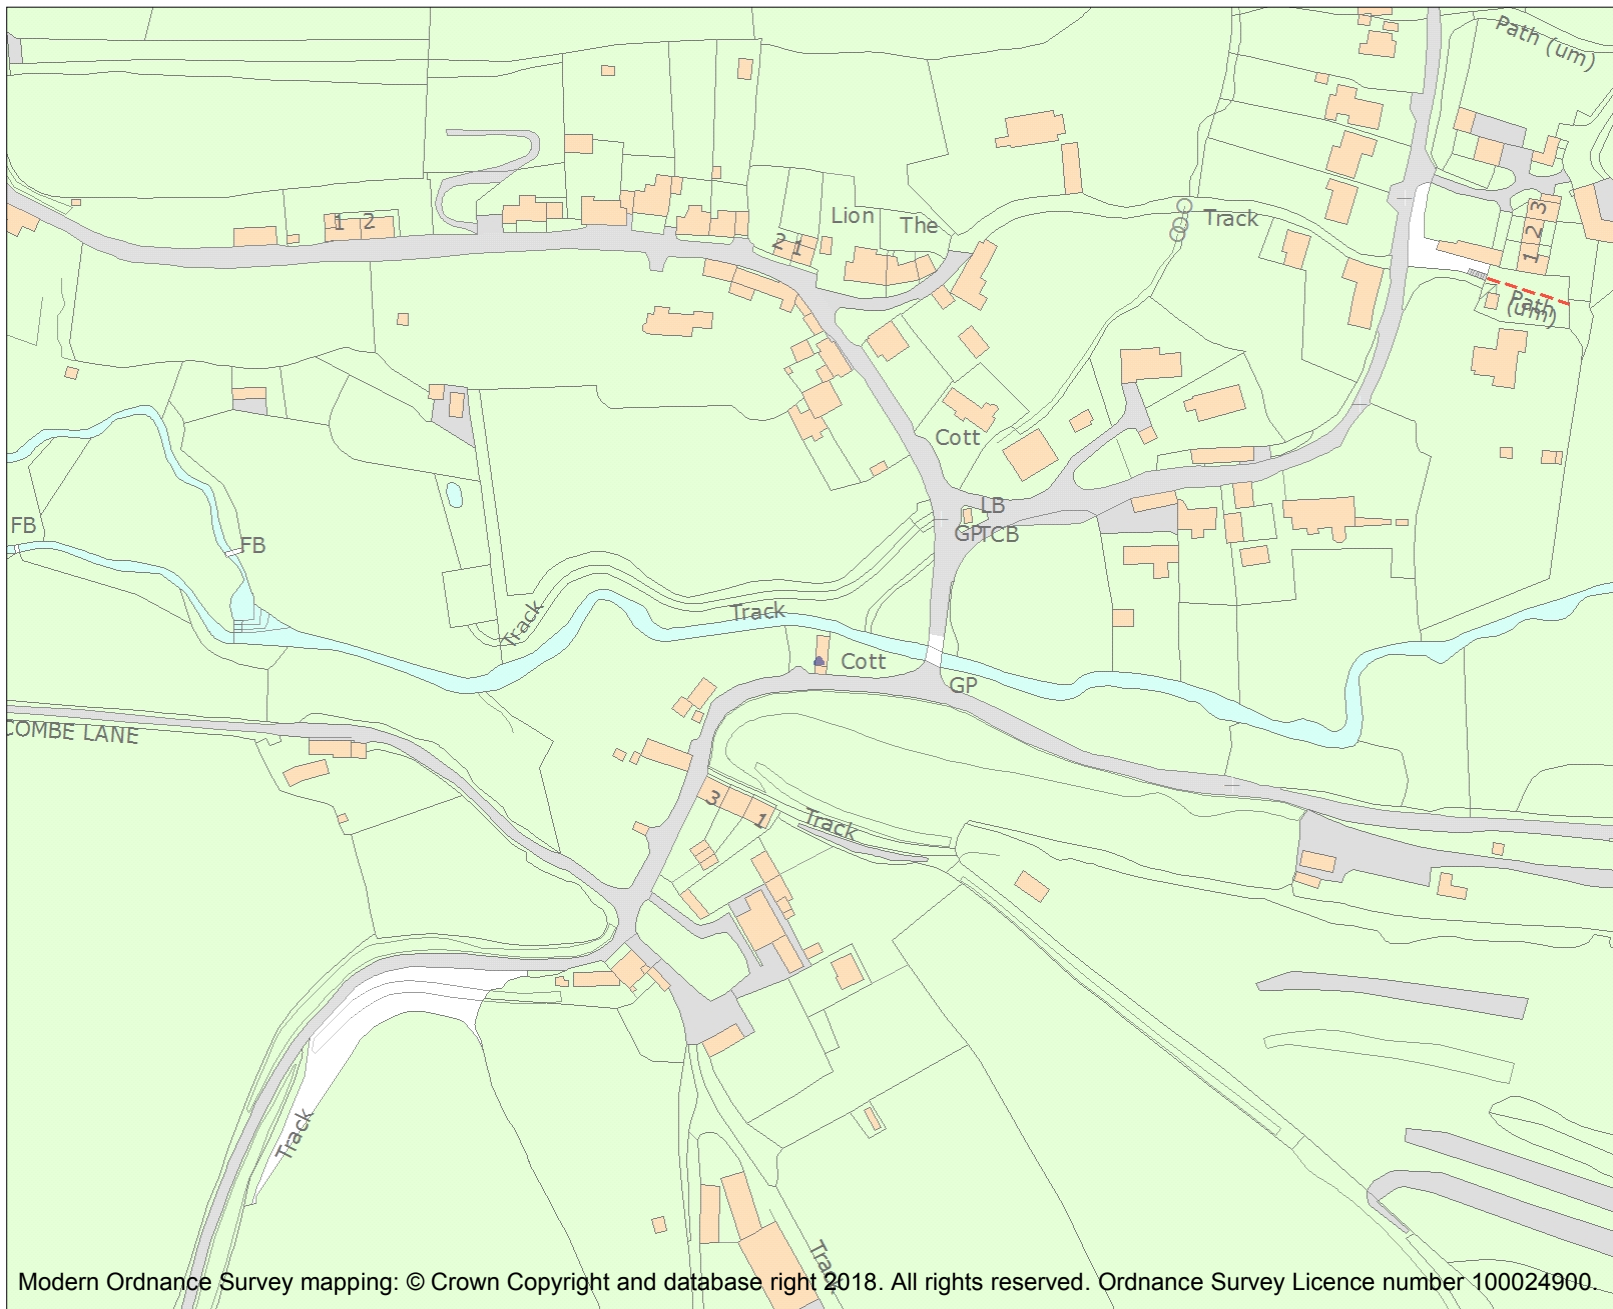 Path (um)
1 2
Lion
The
2 1
Track
1 2 3
Path
(um)
Cott
LB
GP
TCB
FB
FB
Track
Track
Cott
GP
COMBE LANE
3
1
Track
Track
Track
Modern Ordnance Survey mapping: © Crown Copyright and database right 2018. All rights reserved. Ordnance Survey Licence number 100024900.